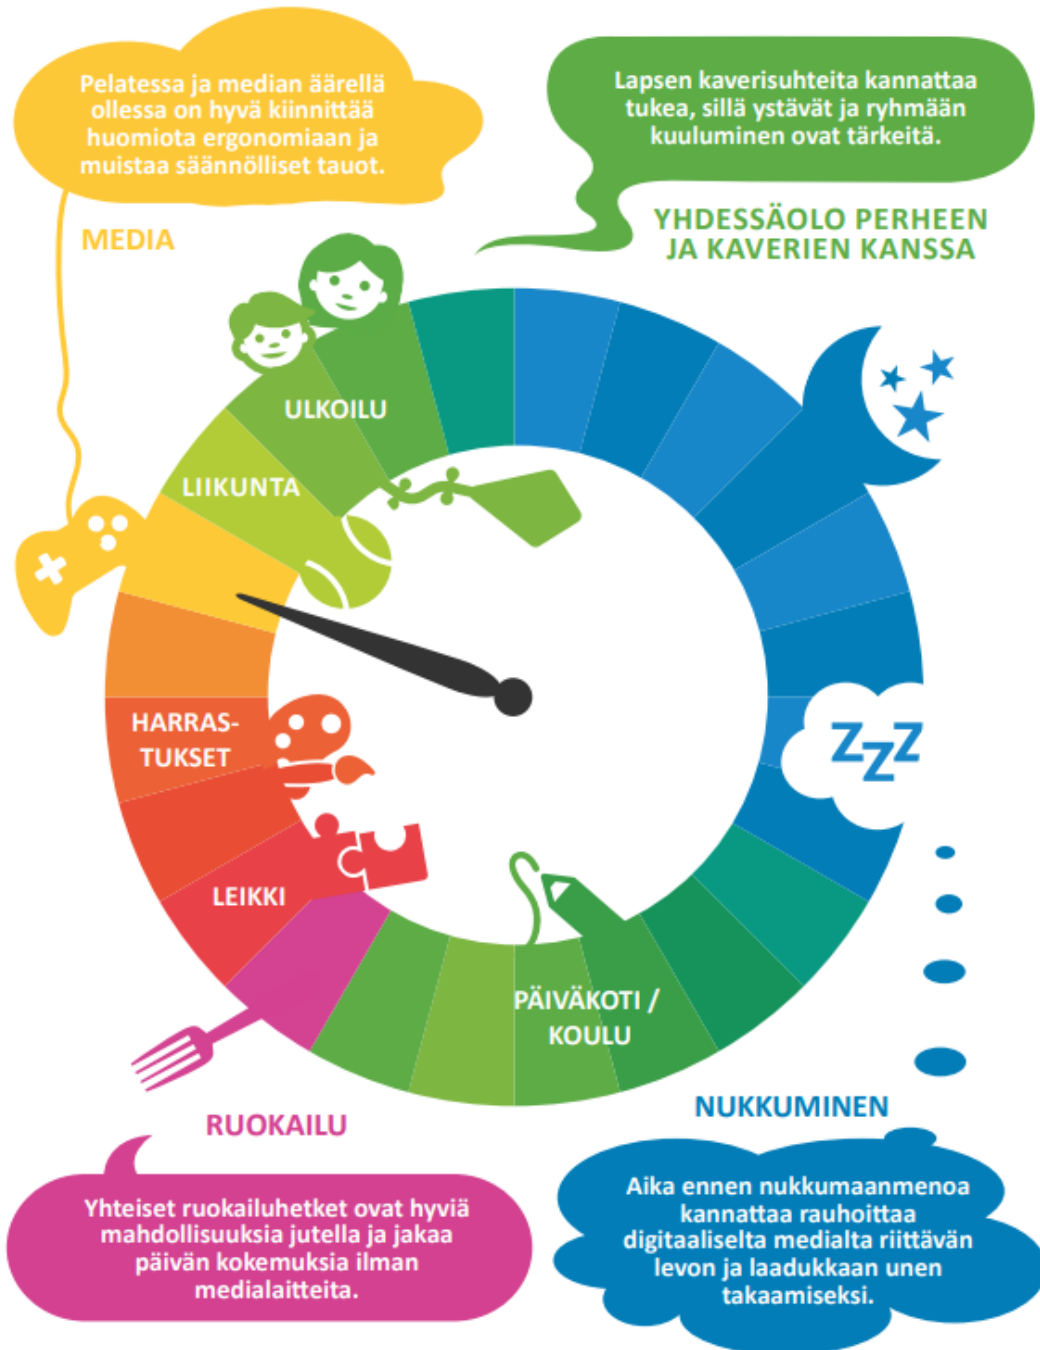 Pelatessa ja median äärellä
ollessa on hyvä kiinnittää
huomiota ergonomiaan ja
muistaa säännölliset tauot.
MEDIA
Lapsen kaverisuhteita kannattaa
tukea, sillä ystävät ja ryhmään
kuuluminen ovat tärkeitä.
YHDESSÄOLO PERHEEN
JA KAVERIEN KANSSA
ULKOILU
LIIKUNTA
HARRAS-
TUKSET
LEIKKI
ZZZ
PÄIVÄKOTI /
KOULU
RUOKAILU
Yhteiset ruokailuhetket ovat hyviä
mahdollisuuksia jutella ja jakaa
päivän kokemuksia ilman
medialaitteita.
NUKKUMINEN
Aika ennen nukkumaanmenoa
kannattaa rauhoittaa
digitaaliselta medialta riittävän
levon ja laadukkaan unen
takaamiseksi.